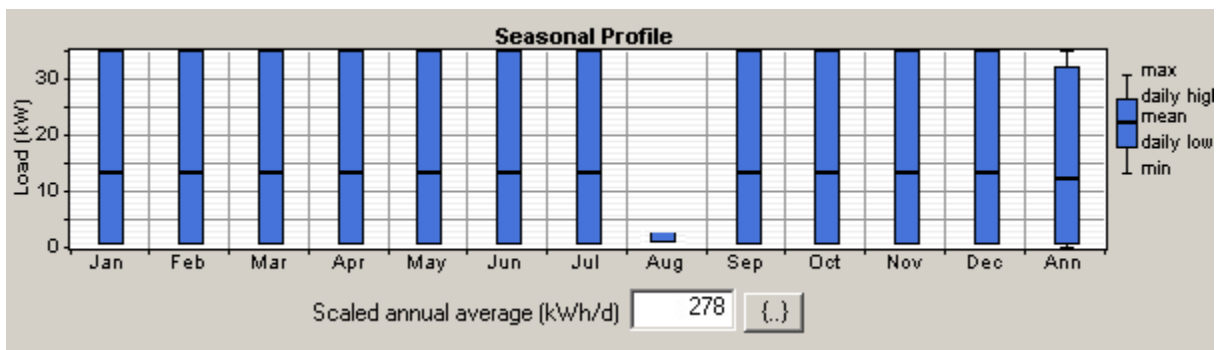 Seasonal Profile
30
20
10
0
Load (kW)
Jan Feb Mar Apr May Jun Jul Aug Sep Oct Nov Dec Ann
max
daily high
mean
daily low
min
Scaled annual average (kWh/d) 278 {..}